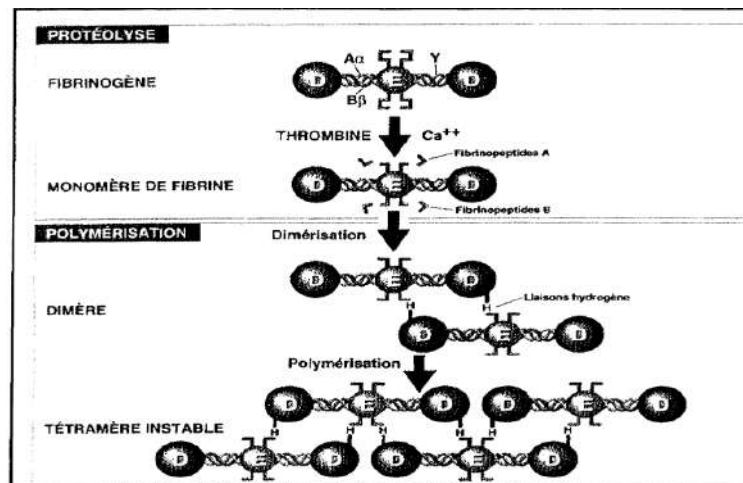 PROTÉOLYSE
Aα
γ
FIBRINOGÈNE
D
E
D
Bβ
THROMBINE
Ca++
Fibrinopeptides A
MONOMÈRE DE FIBRINE
D
E
D
Fibrinopeptides B
POLYMÉRISATION
Dimérisation
D
E
D
H
H
Liaisons hydrogène
DIMÈRE
D
E
D
Polymérisation
D
E
D
D
E
D
TÉTRAMÈRE INSTABLE
H
H
H
H
H
H
D
E
D
D
E
D